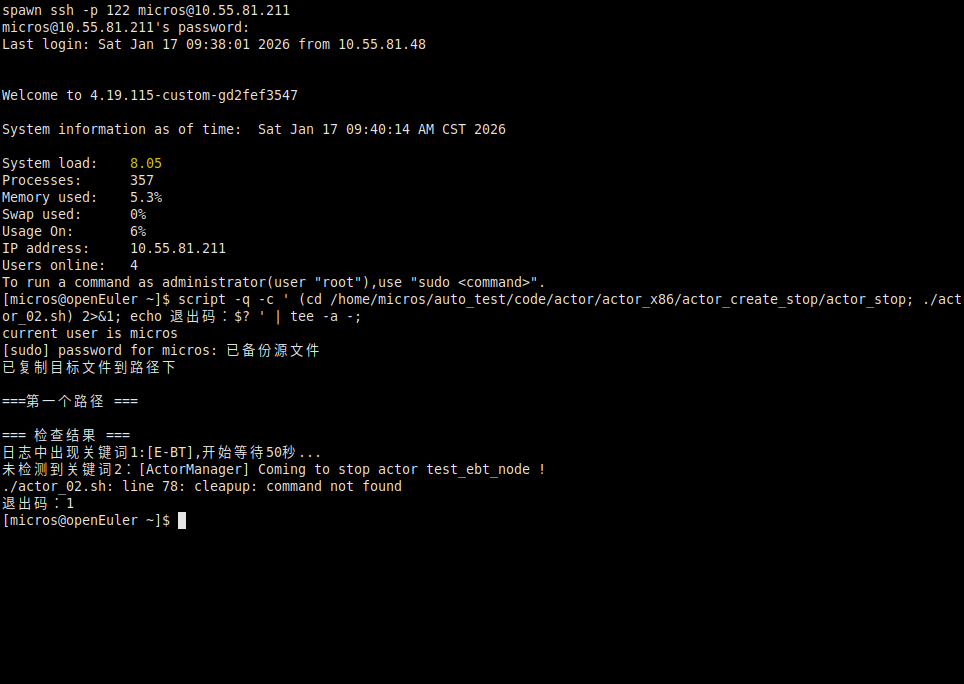 spawn ssh -p 122 micros@10.55.81.211
micros@10.55.81.211's password:
Last login: Sat Jan 17 09:38:01 2026 from 10.55.81.48
Welcome to 4.19.115-custom-gd2fef3547
System information as of time:  Sat Jan 17 09:40:14 AM CST 2026
System load:    8.05
Processes:      357
Memory used:    5.3%
Swap used:      0%
Usage On:       6%
IP address:     10.55.81.211
Users online:   4
To run a command as administrator(user "root"),use "sudo <command>".
[micros@openEuler ~]$ script -q -c ' (cd /home/micros/auto_test/code/actor/actor_x86/actor_create_stop/actor_stop; ./act
or_02.sh) 2>&1; echo 退出码：$? ' | tee -a -;
current user is micros
[sudo] password for micros: 已备份源文件
已复制目标文件到路径下
===第一个路径 ===
=== 检查结果 ===
日志中出现关键词1:[E-BT],开始等待50秒...
未检测到关键词2：[ActorManager] Coming to stop actor test_ebt_node !
./actor_02.sh: line 78: cleapup: command not found
退出码：1
[micros@openEuler ~]$